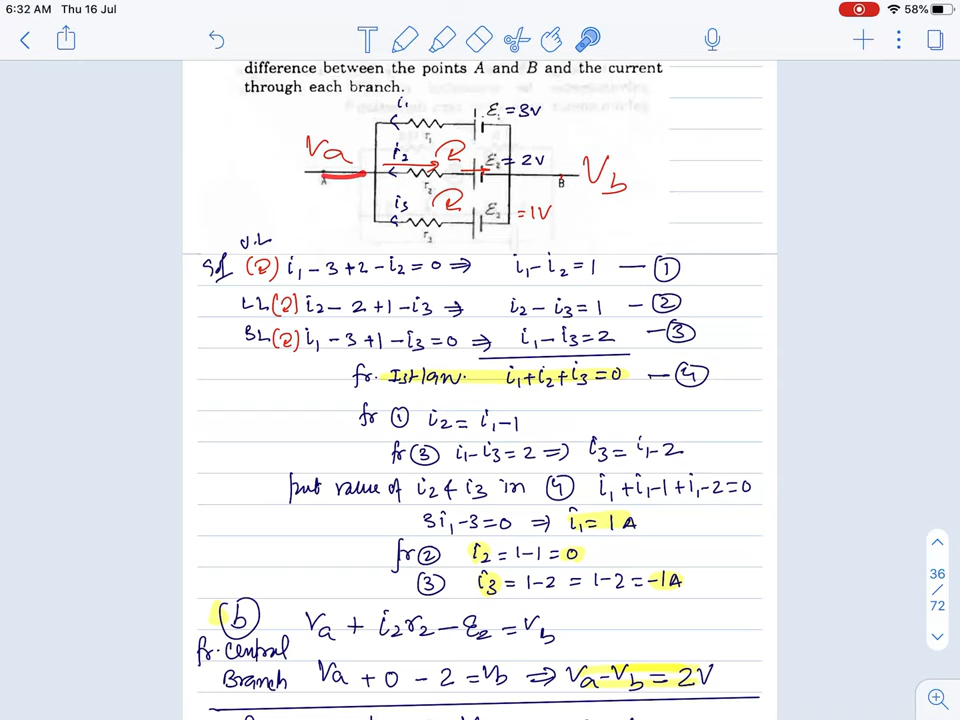 6:32 AM Thu 16 Jul
58%
T
difference between the points A and B and the current
through each branch.
i₁ ε₁ = 3V
r₁
Va i₂ ε₂ = 2V Vb
A r₂ B
i₃ ε₃ = 1V
r₃
U.L
Sol (2) i₁ - 3 + 2 - i₂ = 0 ⇒ i₁ - i₂ = 1 — ①
LL (2) i₂ - 2 + 1 - i₃ ⇒ i₂ - i₃ = 1 — ②
BL (2) i₁ - 3 + 1 - i₃ = 0 ⇒ i₁ - i₃ = 2 — ③
fr. Ist law. i₁ + i₂ + i₃ = 0 — ④
fr ① i₂ = i₁ - 1
fr ③ i₁ - i₃ = 2 ⇒ i₃ = i₁ - 2
put value of i₂ & i₃ in ④ i₁ + i₁ - 1 + i₁ - 2 = 0
3i₁ - 3 = 0 ⇒ i₁ = 1A
fr ② i₂ = 1 - 1 = 0
③ i₃ = 1 - 2 = 1 - 2 = -1A
(b) Va + i₂r₂ - ε₂ = Vb
fr. central
Branch Va + 0 - 2 = Vb ⇒ Va - Vb = 2V
36
/
72